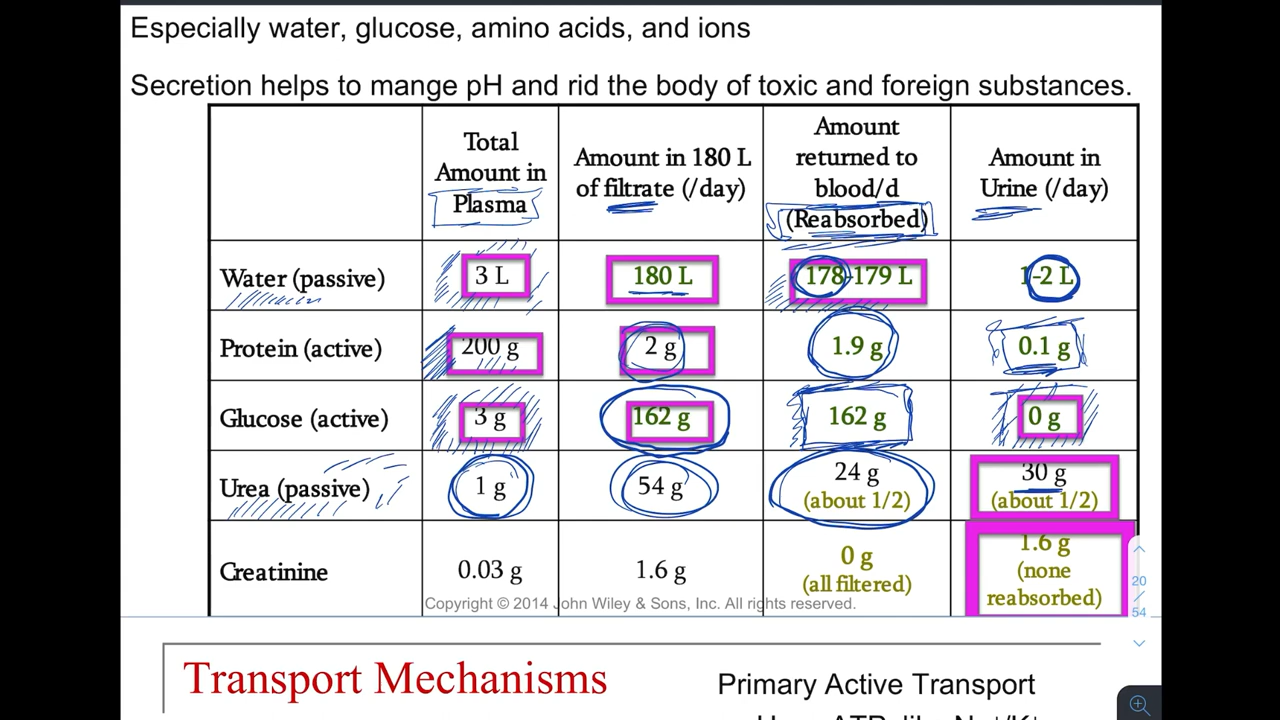 Especially water, glucose, amino acids, and ions
Secretion helps to mange pH and rid the body of toxic and foreign substances.
Total Amount in Plasma
Amount in 180 L of filtrate (/day)
Amount returned to blood/d (Reabsorbed)
Amount in Urine (/day)
Water (passive) 3 L 180 L 178-179 L 1-2 L
Protein (active) 200 g 2 g 1.9 g 0.1 g
Glucose (active) 3 g 162 g 162 g 0 g
Urea (passive) 1 g 54 g 24 g (about 1/2) 30 g (about 1/2)
Creatinine 0.03 g 1.6 g 0 g (all filtered) 1.6 g (none reabsorbed)
Copyright © 2014 John Wiley & Sons, Inc. All rights reserved.
20
/
54
Transport Mechanisms
Primary Active Transport